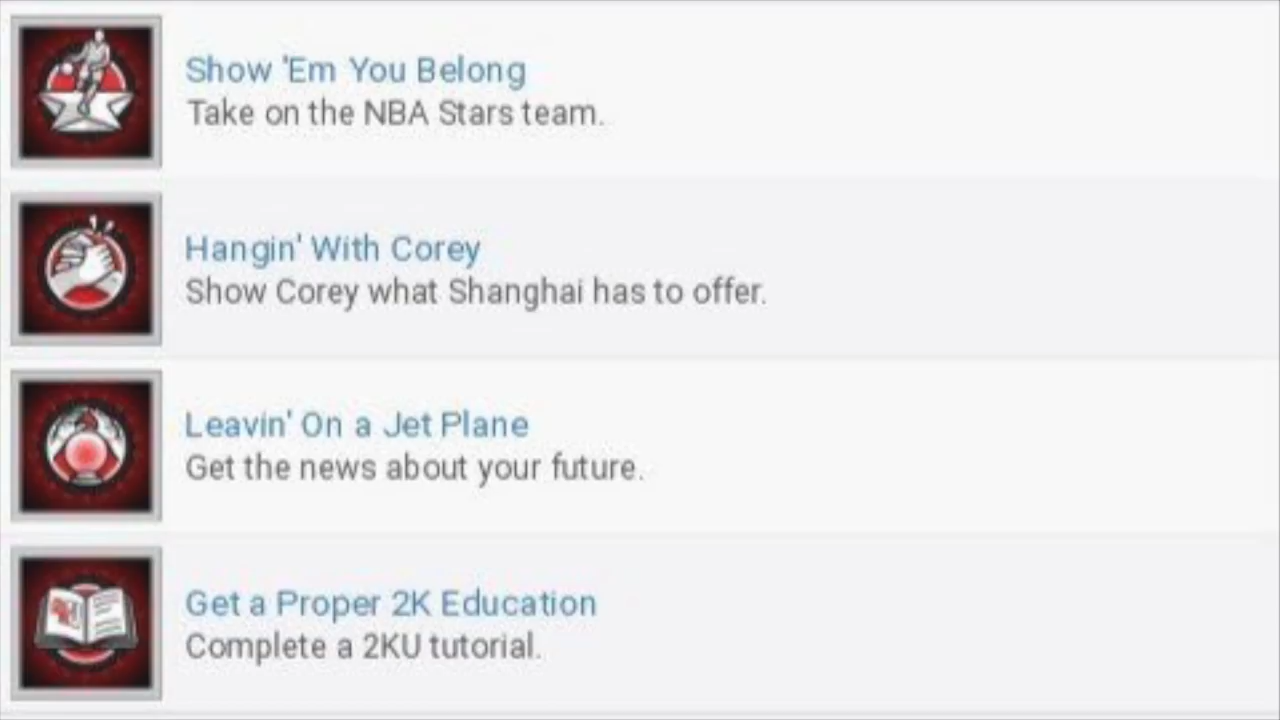 Show 'Em You Belong
Take on the NBA Stars team.
Hangin' With Corey
Show Corey what Shanghai has to offer.
Leavin' On a Jet Plane
Get the news about your future.
Get a Proper 2K Education
Complete a 2KU tutorial.